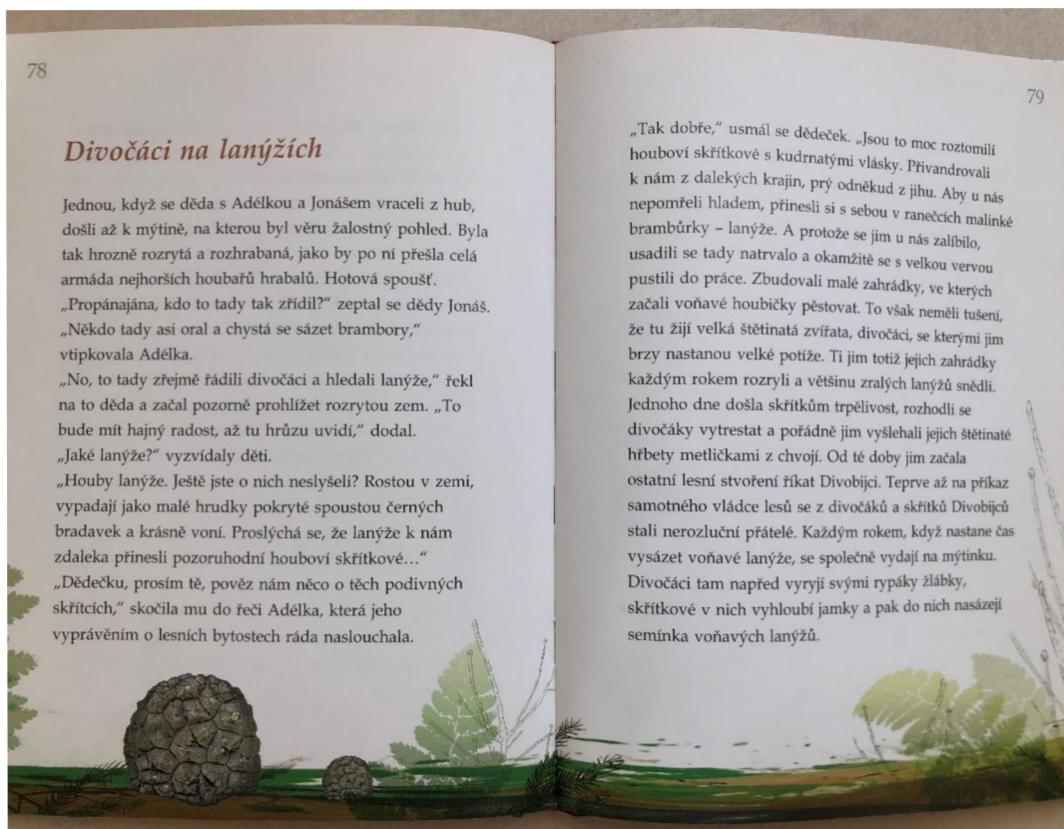 78
Divočáci na lanýžích
Jednou, když se děda s Adélkou a Jonášem vraceli z hub,
došli až k mýtině, na kterou byl věru žalostný pohled. Byla
tak hrozně rozrytá a rozhrabaná, jako by po ní přešla celá
armáda nejhorších houbařů hrabalů. Hotová spoušť.
„Propánajána, kdo to tady tak zřídil?“ zeptal se dědy Jonáš.
„Někdo tady asi oral a chystá se sázet brambory,“
vtipkovala Adélka.
„No, to tady zřejmě řádili divočáci a hledali lanýže,“ řekl
na to děda a začal pozorně prohlížet rozrytou zem. „To
bude mít hajný radost, až tu hrůzu uvidí,“ dodal.
„Jaké lanýže?“ vyzvídaly děti.
„Houby lanýže. Ještě jste o nich neslyšeli? Rostou v zemi,
vypadají jako malé hrudky pokryté spoustou černých
bradavek a krásně voní. Proslýchá se, že lanýže k nám
zdaleka přinesli pozoruhodní houboví skřítkové…“
„Dědečku, prosím tě, pověz nám něco o těch podivných
skřítcích,“ skočila mu do řeči Adélka, která jeho
vyprávěním o lesních bytostech ráda naslouchala.
79
„Tak dobře,“ usmál se dědeček. „Jsou to moc roztomilí
houboví skřítkové s kudrnatými vlásky. Přivandrovali
k nám z dalekých krajin, prý odněkud z jihu. Aby u nás
nepomřeli hladem, přinesli si s sebou v ranečcích malinké
brambůrky – lanýže. A protože se jim u nás zalíbilo,
usadili se tady natrvalo a okamžitě se s velkou vervou
pustili do práce. Zbudovali malé zahrádky, ve kterých
začali voňavé houbičky pěstovat. To však neměli tušení,
že tu žijí velká štětinatá zvířata, divočáci, se kterými jim
brzy nastanou velké potíže. Ti jim totiž jejich zahrádky
každým rokem rozryli a většinu zralých lanýžů snědli.
Jednoho dne došla skřítkům trpělivost, rozhodli se
divočáky vytrestat a pořádně jim vyšlehali jejich štětinaté
hřbety metličkami z chvojí. Od té doby jim začala
ostatní lesní stvoření říkat Divobijci. Teprve až na příkaz
samotného vládce lesů se z divočáků a skřítků Divobijců
stali nerozluční přátelé. Každým rokem, když nastane čas
vysázet voňavé lanýže, se společně vydají na mýtinku.
Divočáci tam napřed vyryjí svými rypáky žlábky,
skřítkové v nich vyhloubí jamky a pak do nich nasázejí
semínka voňavých lanýžů.